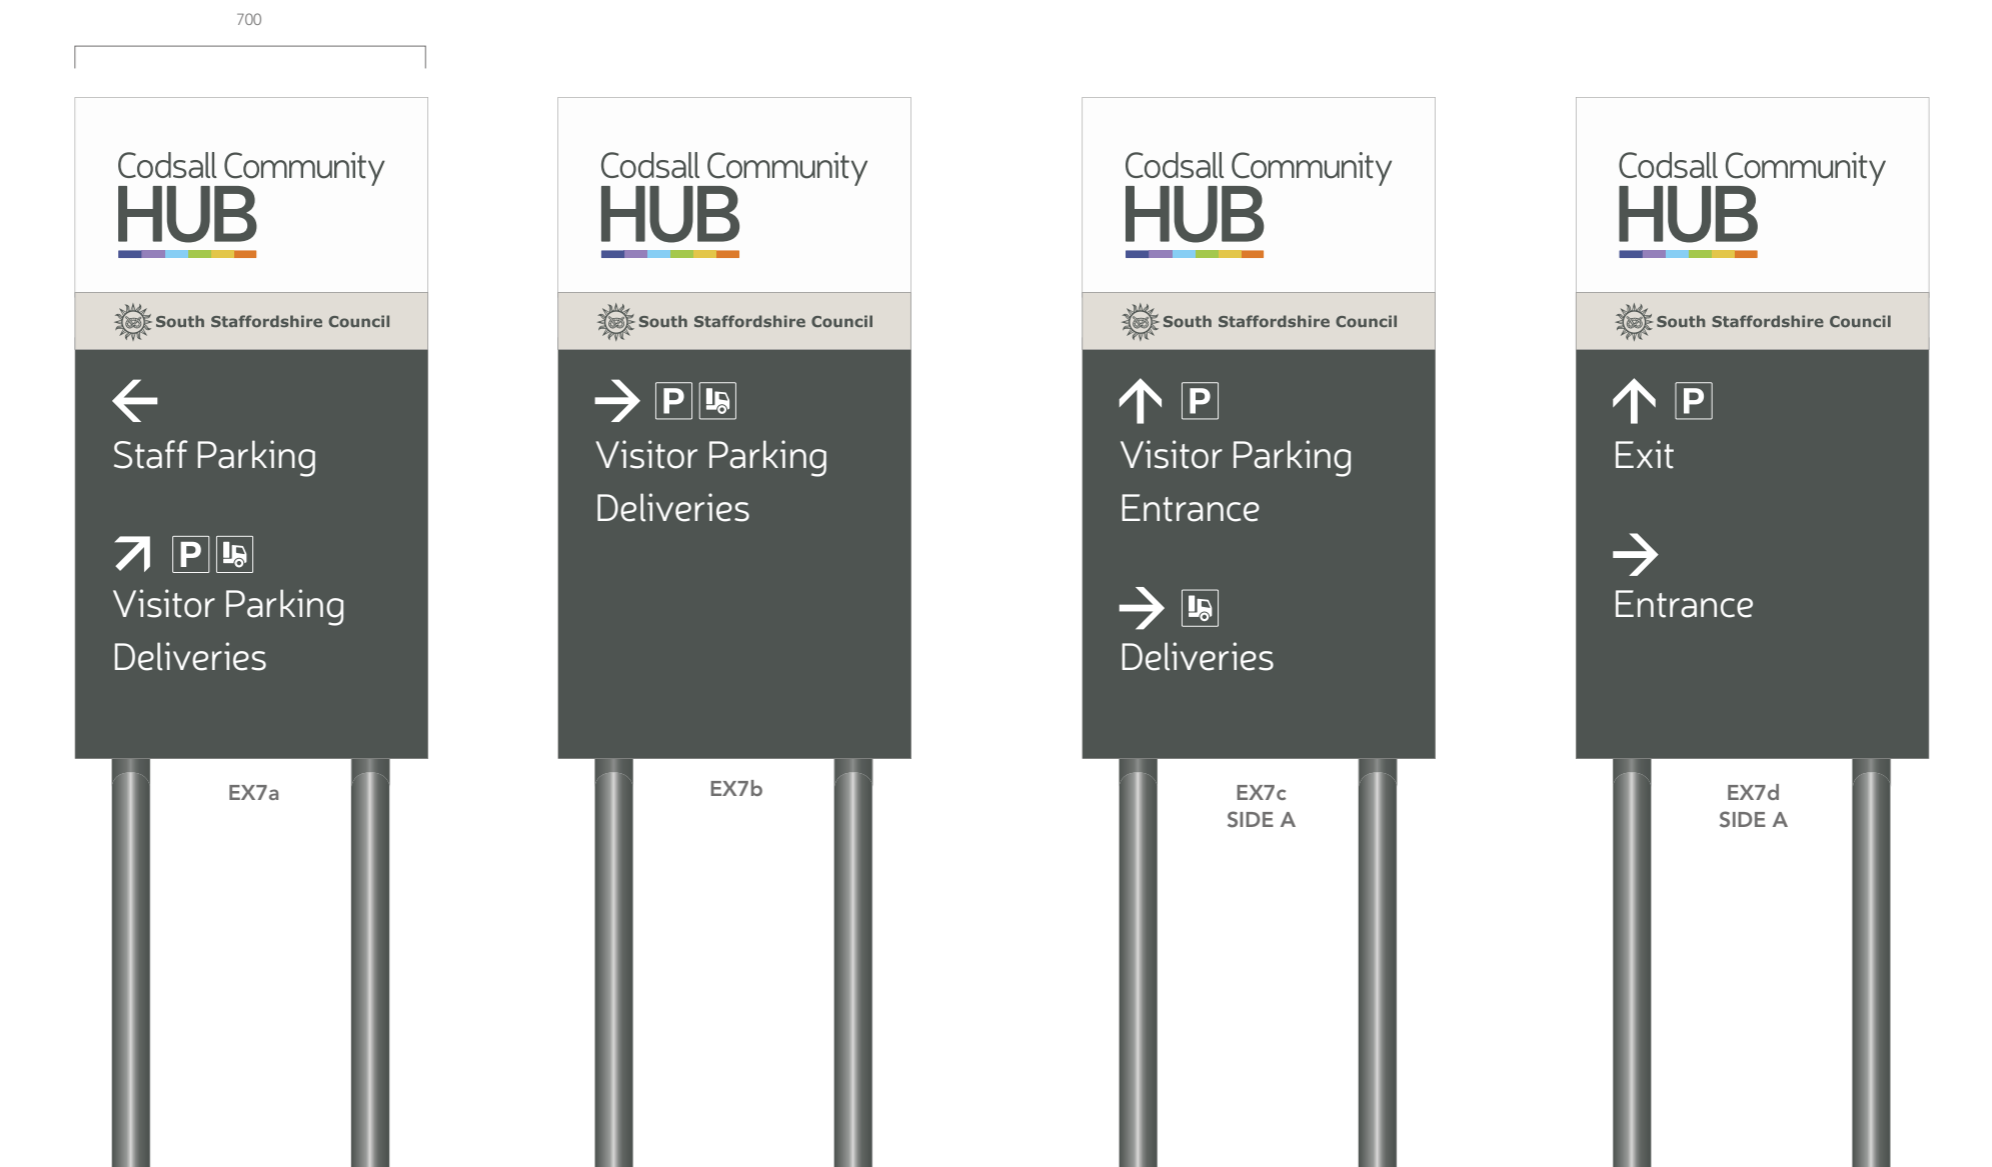 700
Codsall Community
HUB
South Staffordshire Council
Staff Parking
P
Visitor Parking
Deliveries
EX7a
Codsall Community
HUB
South Staffordshire Council
P
Visitor Parking
Deliveries
EX7b
Codsall Community
HUB
South Staffordshire Council
P
Visitor Parking
Entrance
Deliveries
EX7c
SIDE A
Codsall Community
HUB
South Staffordshire Council
P
Exit
Entrance
EX7d
SIDE A